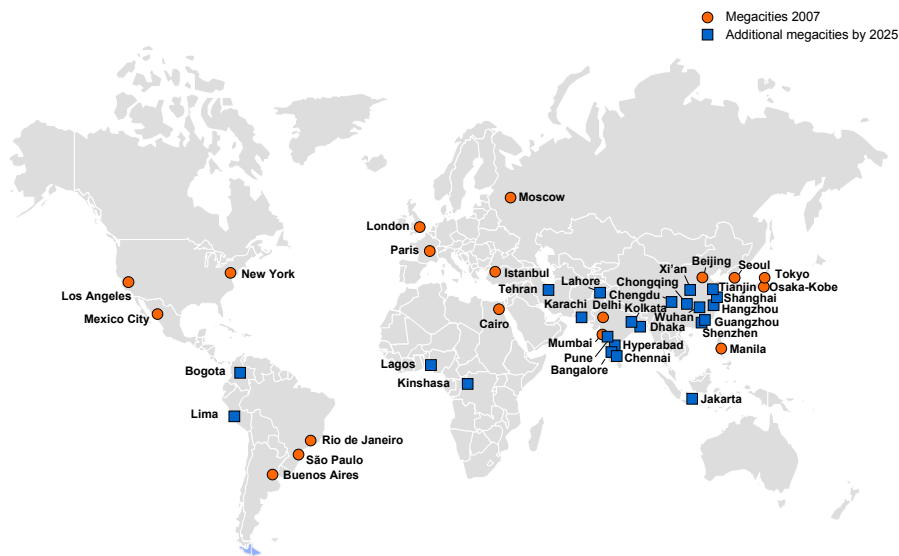 Megacities 2007
Additional megacities by 2025
Moscow
London
Paris
New York
Los Angeles
Mexico City
Istanbul
Tehran
Lahore
Karachi
Delhi
Cairo
Chengdu
Chongqing
Kolkata
Xi'an
Beijing
Seoul
Tokyo
Tianjin
Osaka-Kobe
Shanghai
Hangzhou
Wuhan
Guangzhou
Dhaka
Shenzhen
Mumbai
Hyperabad
Manila
Pune
Chennai
Bangalore
Lagos
Kinshasa
Bogota
Lima
Jakarta
Rio de Janeiro
São Paulo
Buenos Aires